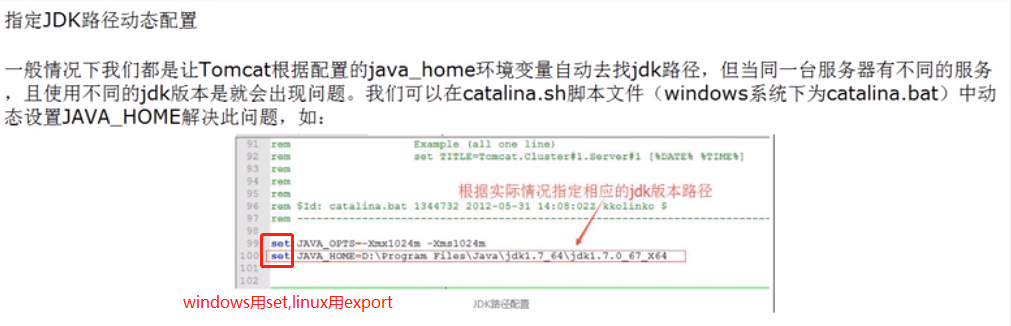 指定JDK路径动态配置
一般情况下我们都是让Tomcat根据配置的java_home环境变量自动去找jdk路径，但当同一台服务器有不同的服务
，且使用不同的jdk版本是就会出现问题。我们可以在catalina.sh脚本文件（windows系统下为catalina.bat）中动
态设置JAVA_HOME解决此问题，如：
91 rem Example (all one line)
92 rem set TITLE=Tomcat.Cluster#1.Server#1 [%DATE% %TIME%]
93 rem
94 rem
95 rem
根据实际情况指定相应的jdk版本路径
96 rem $Id: catalina.bat 1344732 2012-05-31 14:08:02Z kkolinko $
97 rem ---------------------------------------------------------------------------
98
99 set JAVA_OPTS=-Xmx1024m -Xms1024m
100 set JAVA_HOME=D:\Program Files\Java\jdk1.7_64\jdk1.7.0_67_X64
101
102
windows用set,linux用export
JDK路径配置